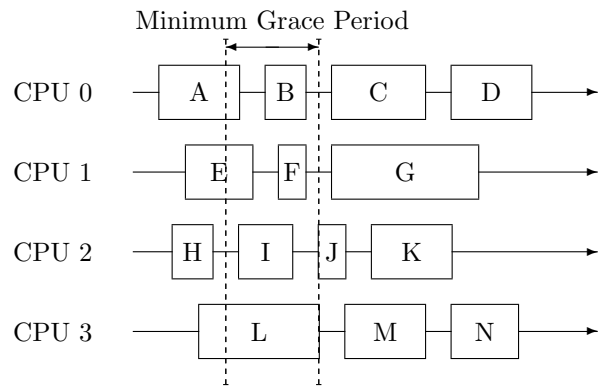 Minimum Grace Period
CPU 0 A B C D
CPU 1 E F G
CPU 2 H I J K
CPU 3 L M N